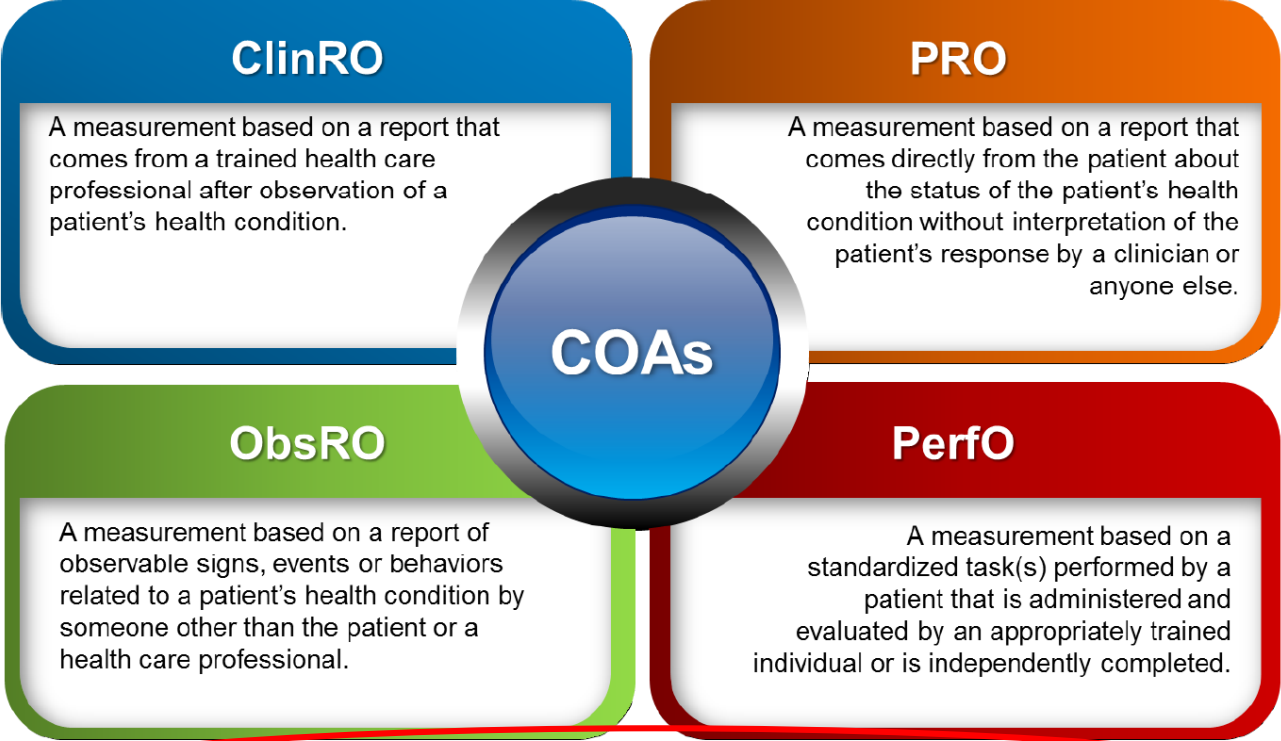 ClinRO
A measurement based on a report that
comes from a trained health care
professional after observation of a
patient's health condition.
PRO
A measurement based on a report that
comes directly from the patient about
the status of the patient's health
condition without interpretation of the
patient's response by a clinician or
anyone else.
COAs
ObsRO
A measurement based on a report of
observable signs, events or behaviors
related to a patient's health condition by
someone other than the patient or a
health care professional.
PerfO
A measurement based on a
standardized task(s) performed by a
patient that is administered and
evaluated by an appropriately trained
individual or is independently completed.